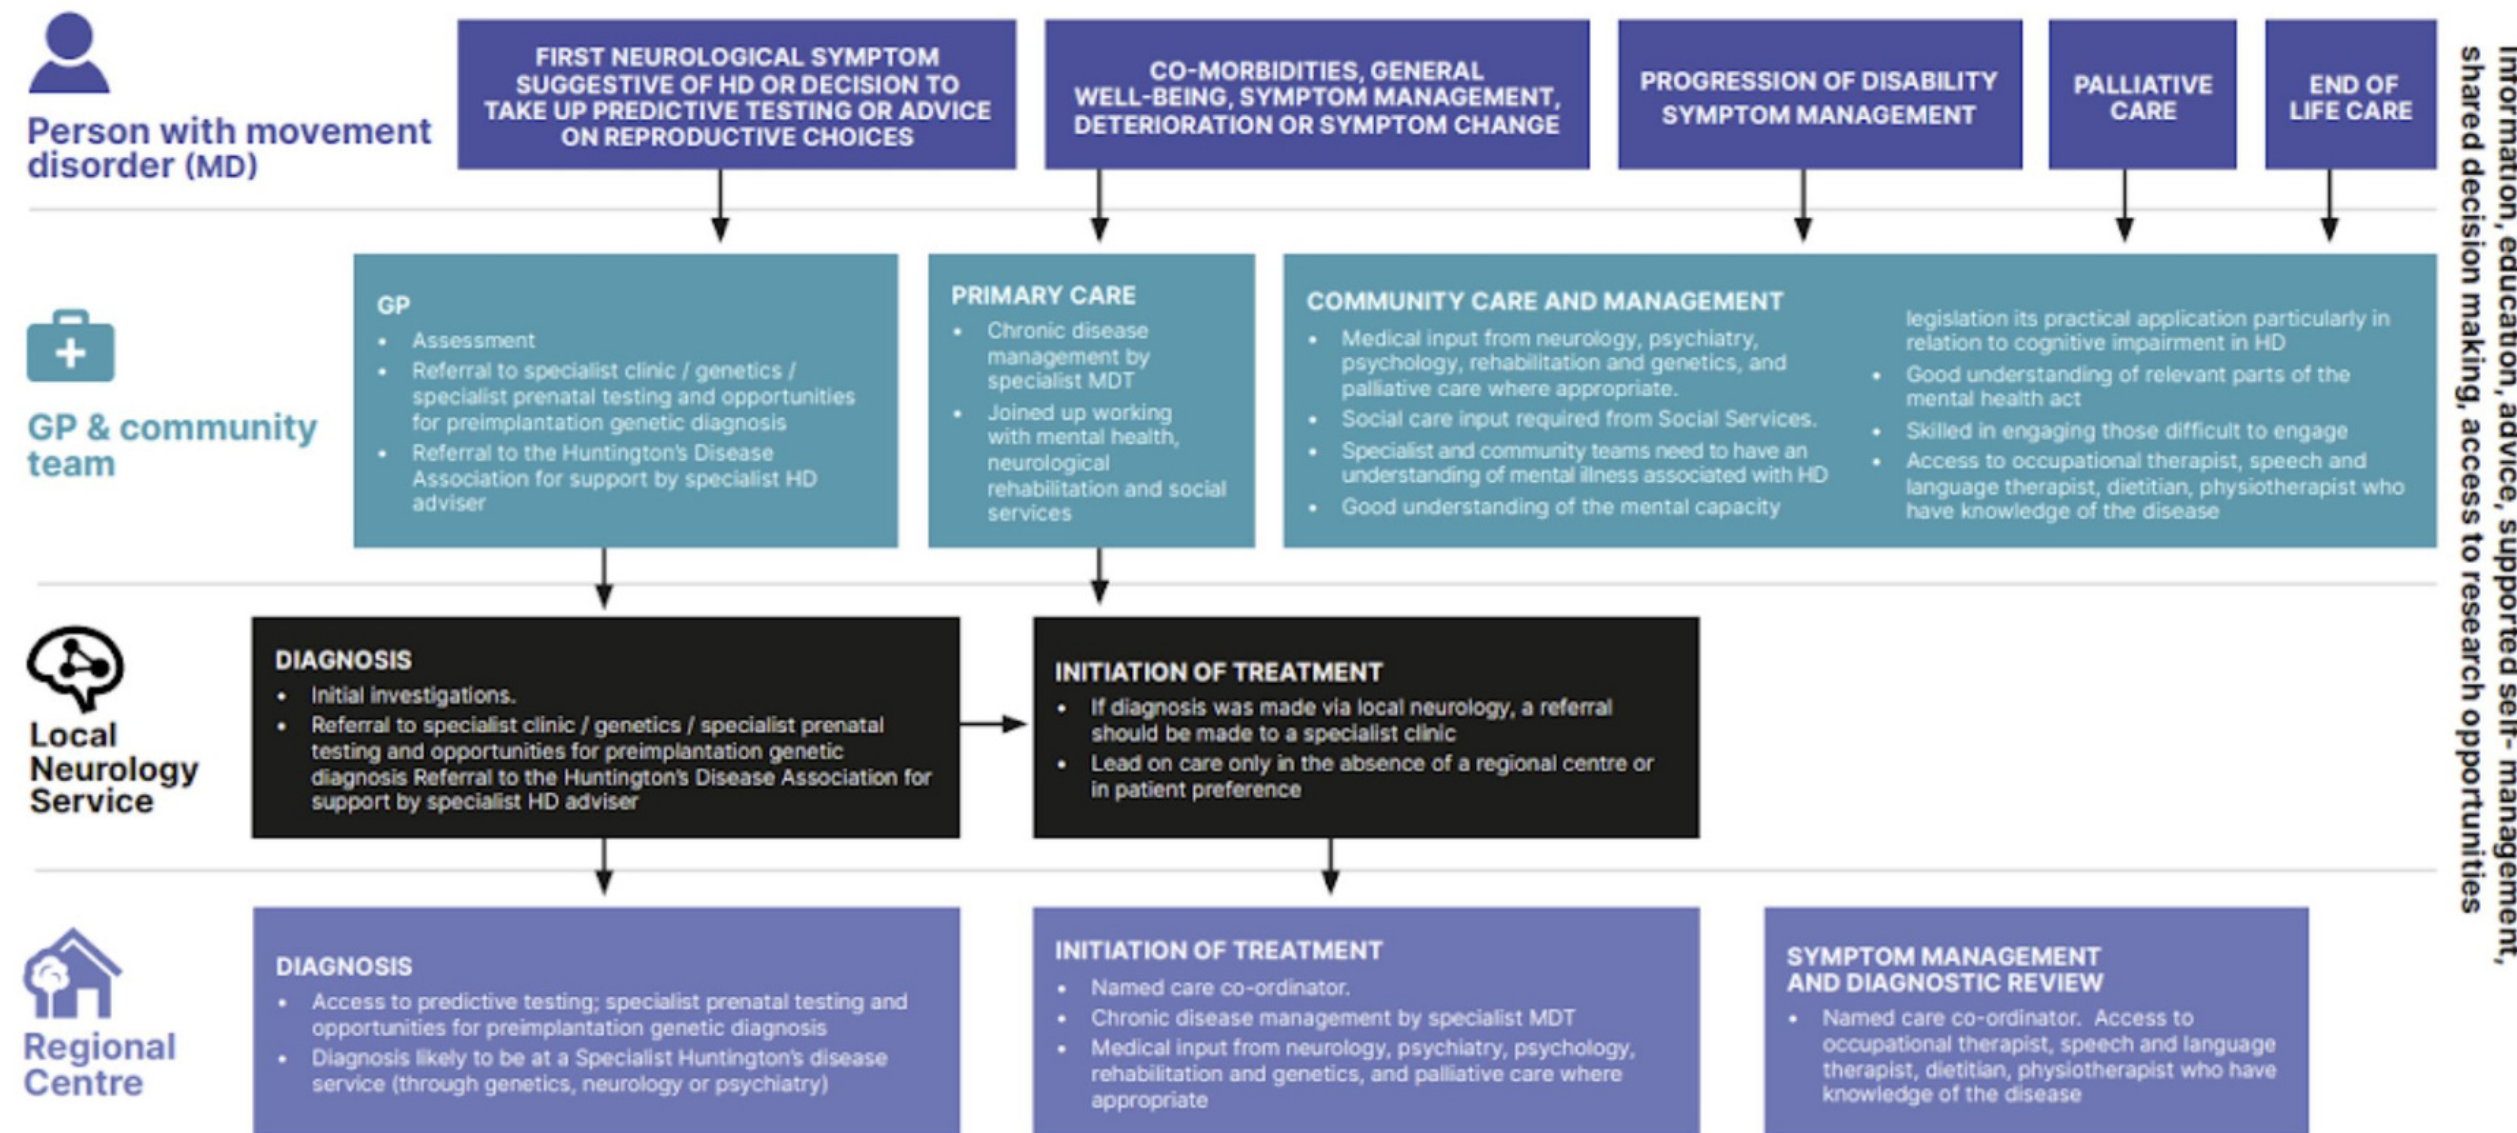 Person with movement
disorder (MD)
FIRST NEUROLOGICAL SYMPTOM
SUGGESTIVE OF HD OR DECISION TO
TAKE UP PREDICTIVE TESTING OR ADVICE
ON REPRODUCTIVE CHOICES
CO-MORBIDITIES, GENERAL
WELL-BEING, SYMPTOM MANAGEMENT,
DETERIORATION OR SYMPTOM CHANGE
PROGRESSION OF DISABILITY
SYMPTOM MANAGEMENT
PALLIATIVE
CARE
END OF
LIFE CARE
GP & community
team
GP
• Assessment
• Referral to specialist clinic / genetics /
specialist prenatal testing and opportunities
for preimplantation genetic diagnosis
• Referral to the Huntington's Disease
Association for support by specialist HD
adviser
PRIMARY CARE
• Chronic disease
management by
specialist MDT
• Joined up working
with mental health,
neurological
rehabilitation and social
services
COMMUNITY CARE AND MANAGEMENT
• Medical input from neurology, psychiatry,
psychology, rehabilitation and genetics, and
palliative care where appropriate.
• Social care input required from Social Services.
• Specialist and community teams need to have an
understanding of mental illness associated with HD
• Good understanding of the mental capacity
legislation its practical application particularly in
relation to cognitive impairment in HD
• Good understanding of relevant parts of the
mental health act
• Skilled in engaging those difficult to engage
• Access to occupational therapist, speech and
language therapist, dietitian, physiotherapist who
have knowledge of the disease
Local
Neurology
Service
DIAGNOSIS
• Initial investigations.
• Referral to specialist clinic / genetics / specialist prenatal
testing and opportunities for preimplantation genetic
diagnosis Referral to the Huntington's Disease Association for
support by specialist HD adviser
INITIATION OF TREATMENT
• If diagnosis was made via local neurology, a referral
should be made to a specialist clinic
• Lead on care only in the absence of a regional centre or
in patient preference
Regional
Centre
DIAGNOSIS
• Access to predictive testing; specialist prenatal testing and
opportunities for preimplantation genetic diagnosis
• Diagnosis likely to be at a Specialist Huntington's disease
service (through genetics, neurology or psychiatry)
INITIATION OF TREATMENT
• Named care co-ordinator.
• Chronic disease management by specialist MDT
• Medical input from neurology, psychiatry, psychology,
rehabilitation and genetics, and palliative care where
appropriate
SYMPTOM MANAGEMENT
AND DIAGNOSTIC REVIEW
• Named care co-ordinator. Access to
occupational therapist, speech and language
therapist, dietitian, physiotherapist who have
knowledge of the disease
Information, education, advice, supported self- management,
shared decision making, access to research opportunities